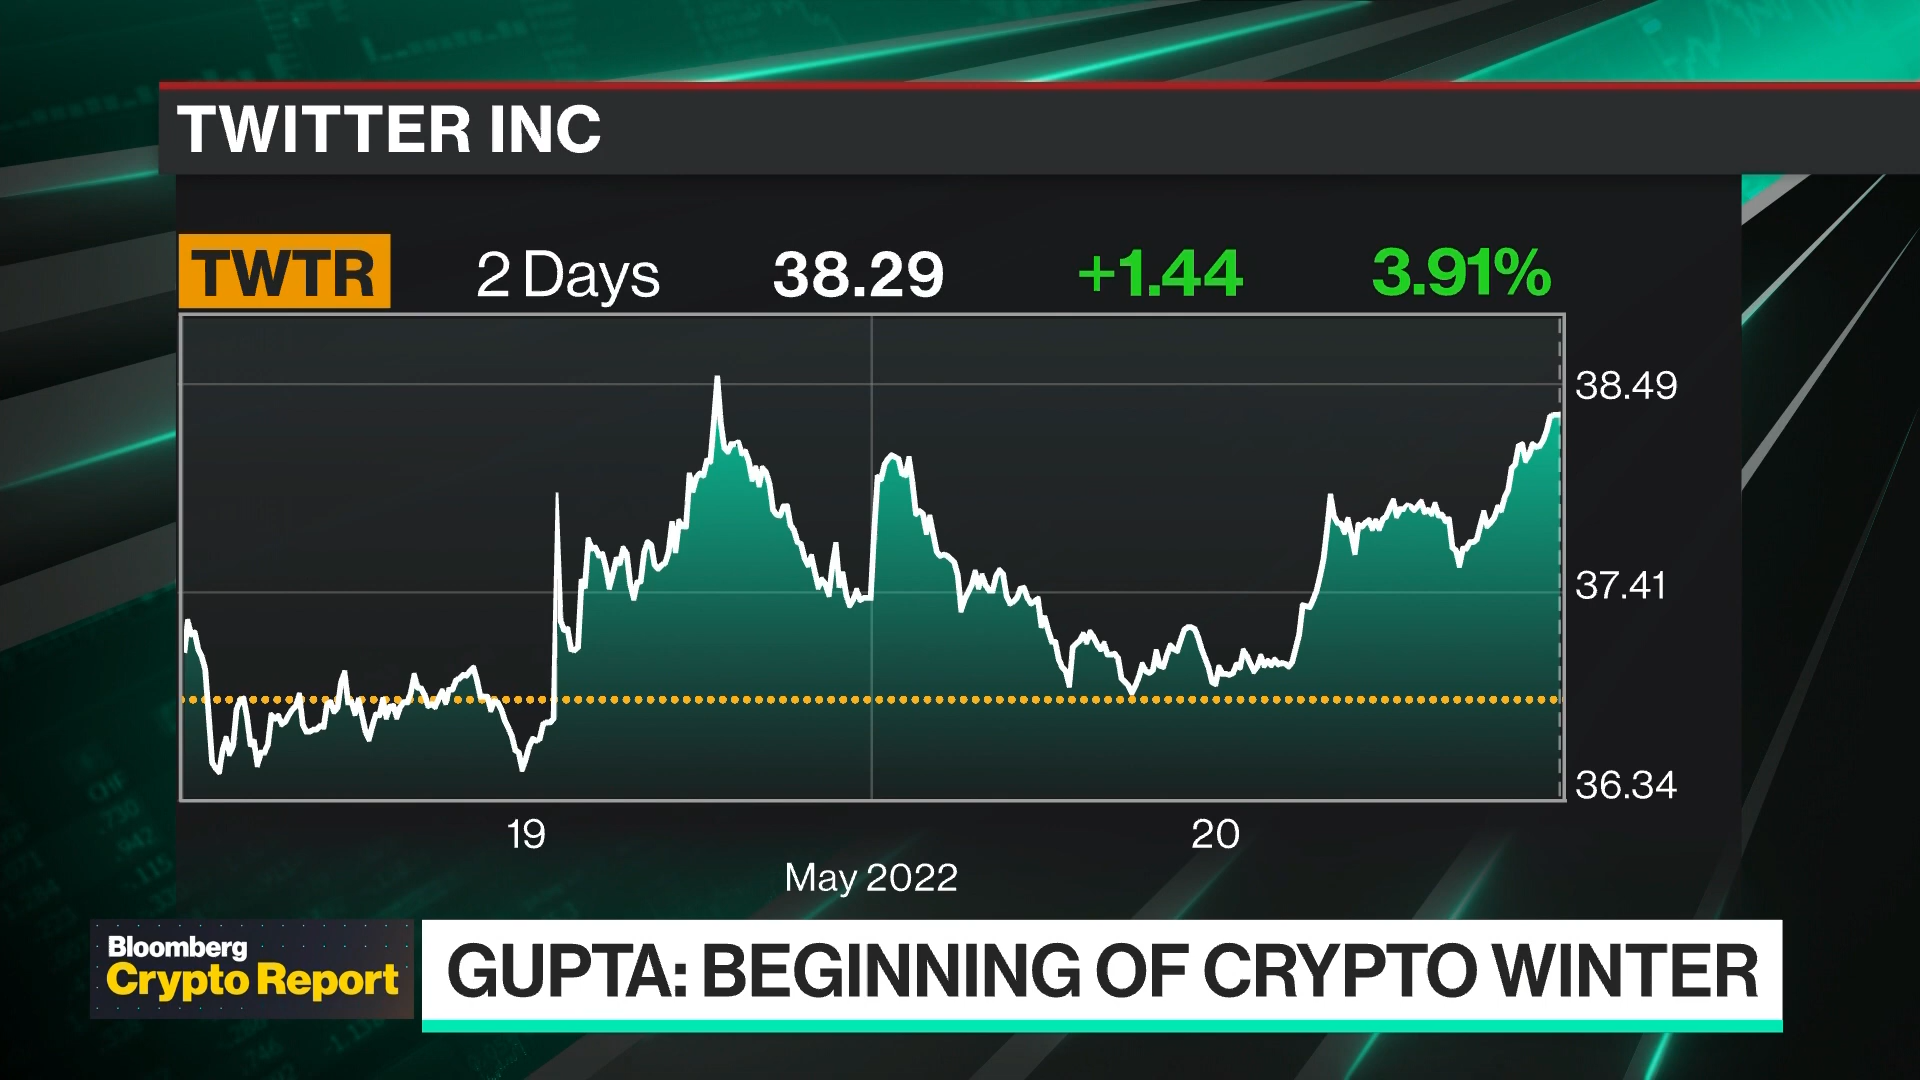 TWITTER INC
TWTR 2 Days 38.29 +1.44 3.91%
38.49
37.41
36.34
19 20
May 2022
Bloomberg
Crypto Report
GUPTA: BEGINNING OF CRYPTO WINTER